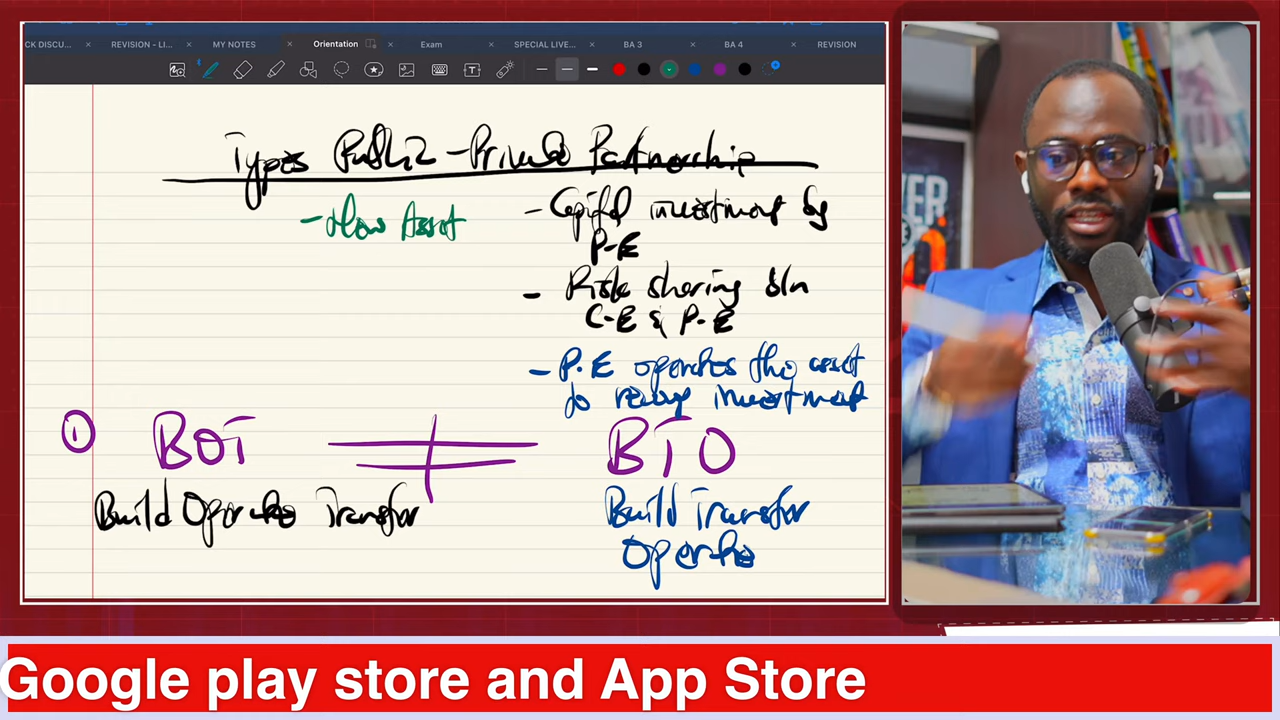 CK DISCU... REVISION - LI... MY NOTES Orientation Exam SPECIAL LIVE... BA 3 BA 4 REVISION
Types Public-Private Partnership
- New Asset
- Capital investment by
P-E
- Risk sharing b/n
C-E & P-E
- P.E operates the asset
to recoup investment
① BOT ≠ BTO
Build Operate Transfer
Build Transfer
Operate
Google play store and App Store